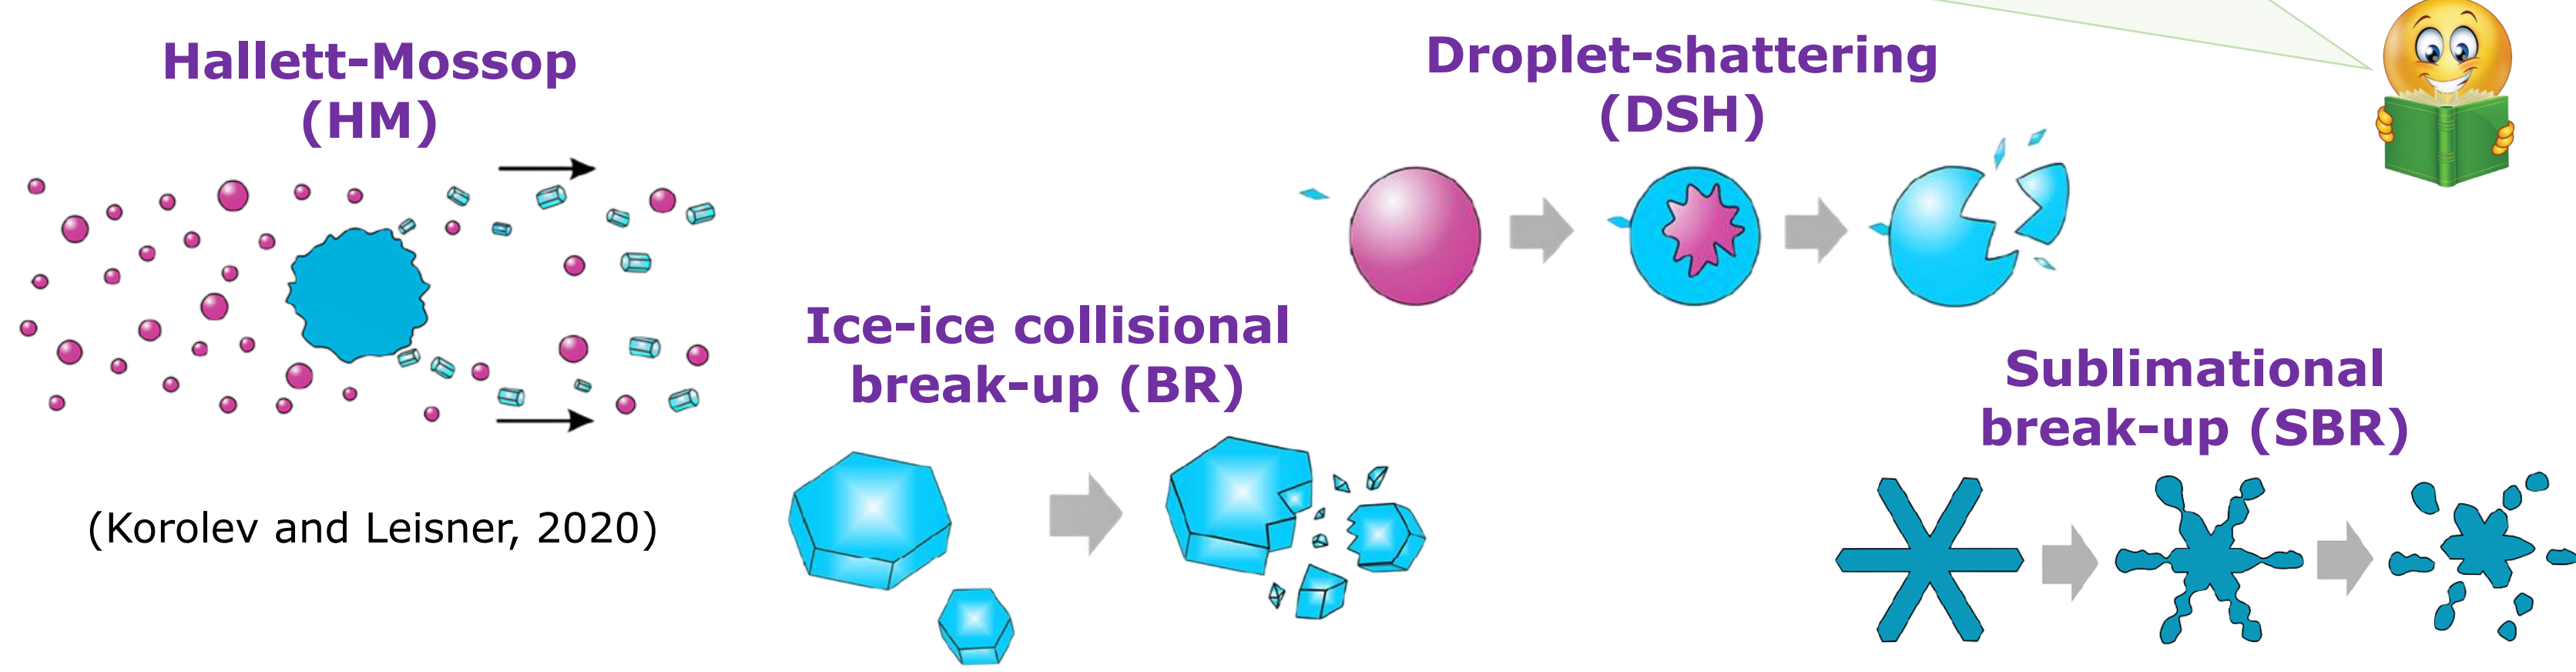 Hallett-Mossop
(HM)
(Korolev and Leisner, 2020)
Ice-ice collisional
break-up (BR)
Droplet-shattering
(DSH)
Sublimational
break-up (SBR)